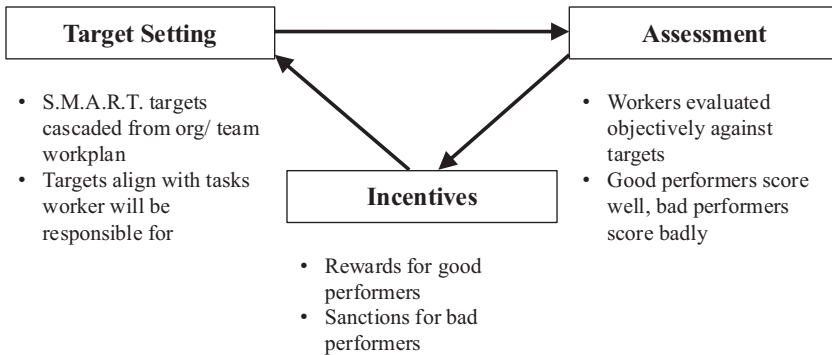 Target Setting
Assessment
• S.M.A.R.T. targets
cascaded from org/ team
workplan
• Targets align with tasks
worker will be
responsible for
• Workers evaluated
objectively against
targets
• Good performers score
well, bad performers
score badly
Incentives
• Rewards for good
performers
• Sanctions for bad
performers